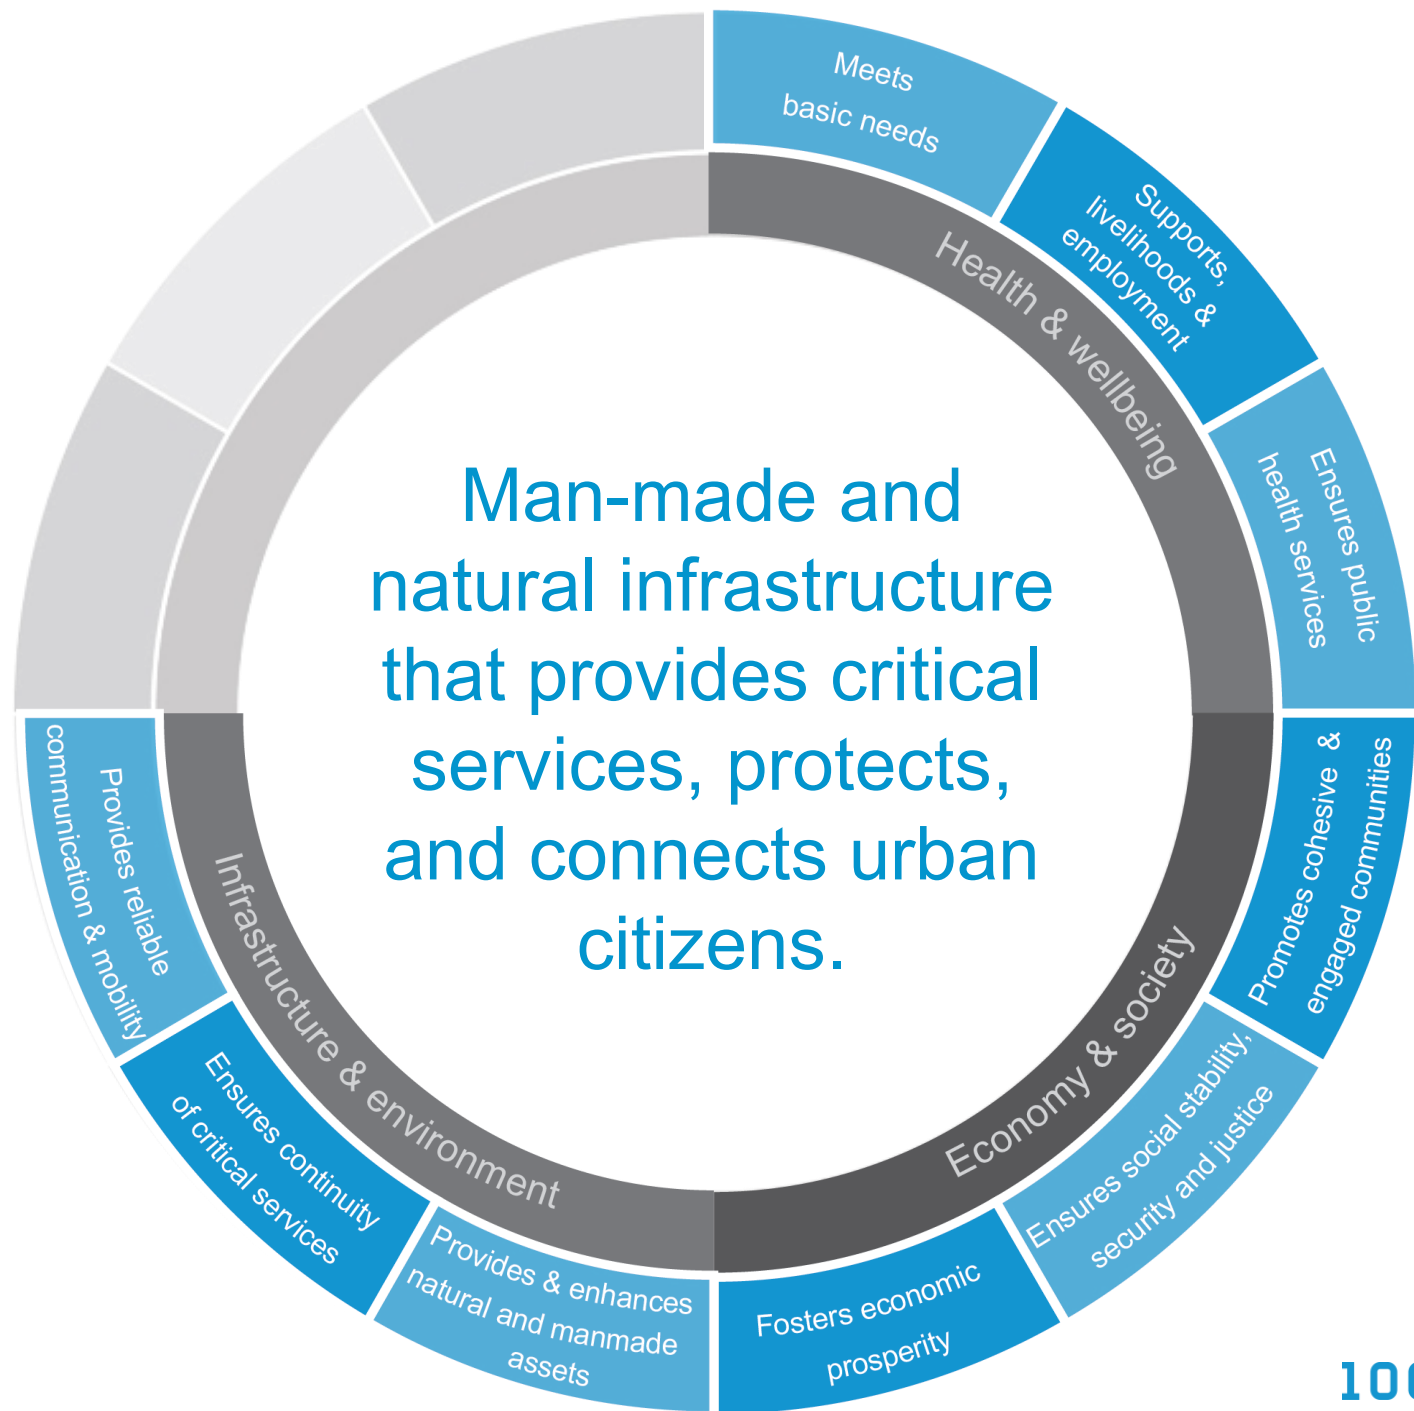 Meets
basic needs
Supports,
livelihoods &
employment
Ensures public
health services
Promotes cohesive &
engaged communities
Ensures social stability,
security and justice
Fosters economic
prosperity
Provides & enhances
natural and manmade
assets
Ensures continuity
of critical services
Provides reliable
communication & mobility
Health & wellbeing
Economy & society
Infrastructure & environment
Man-made and
natural infrastructure
that provides critical
services, protects,
and connects urban
citizens.